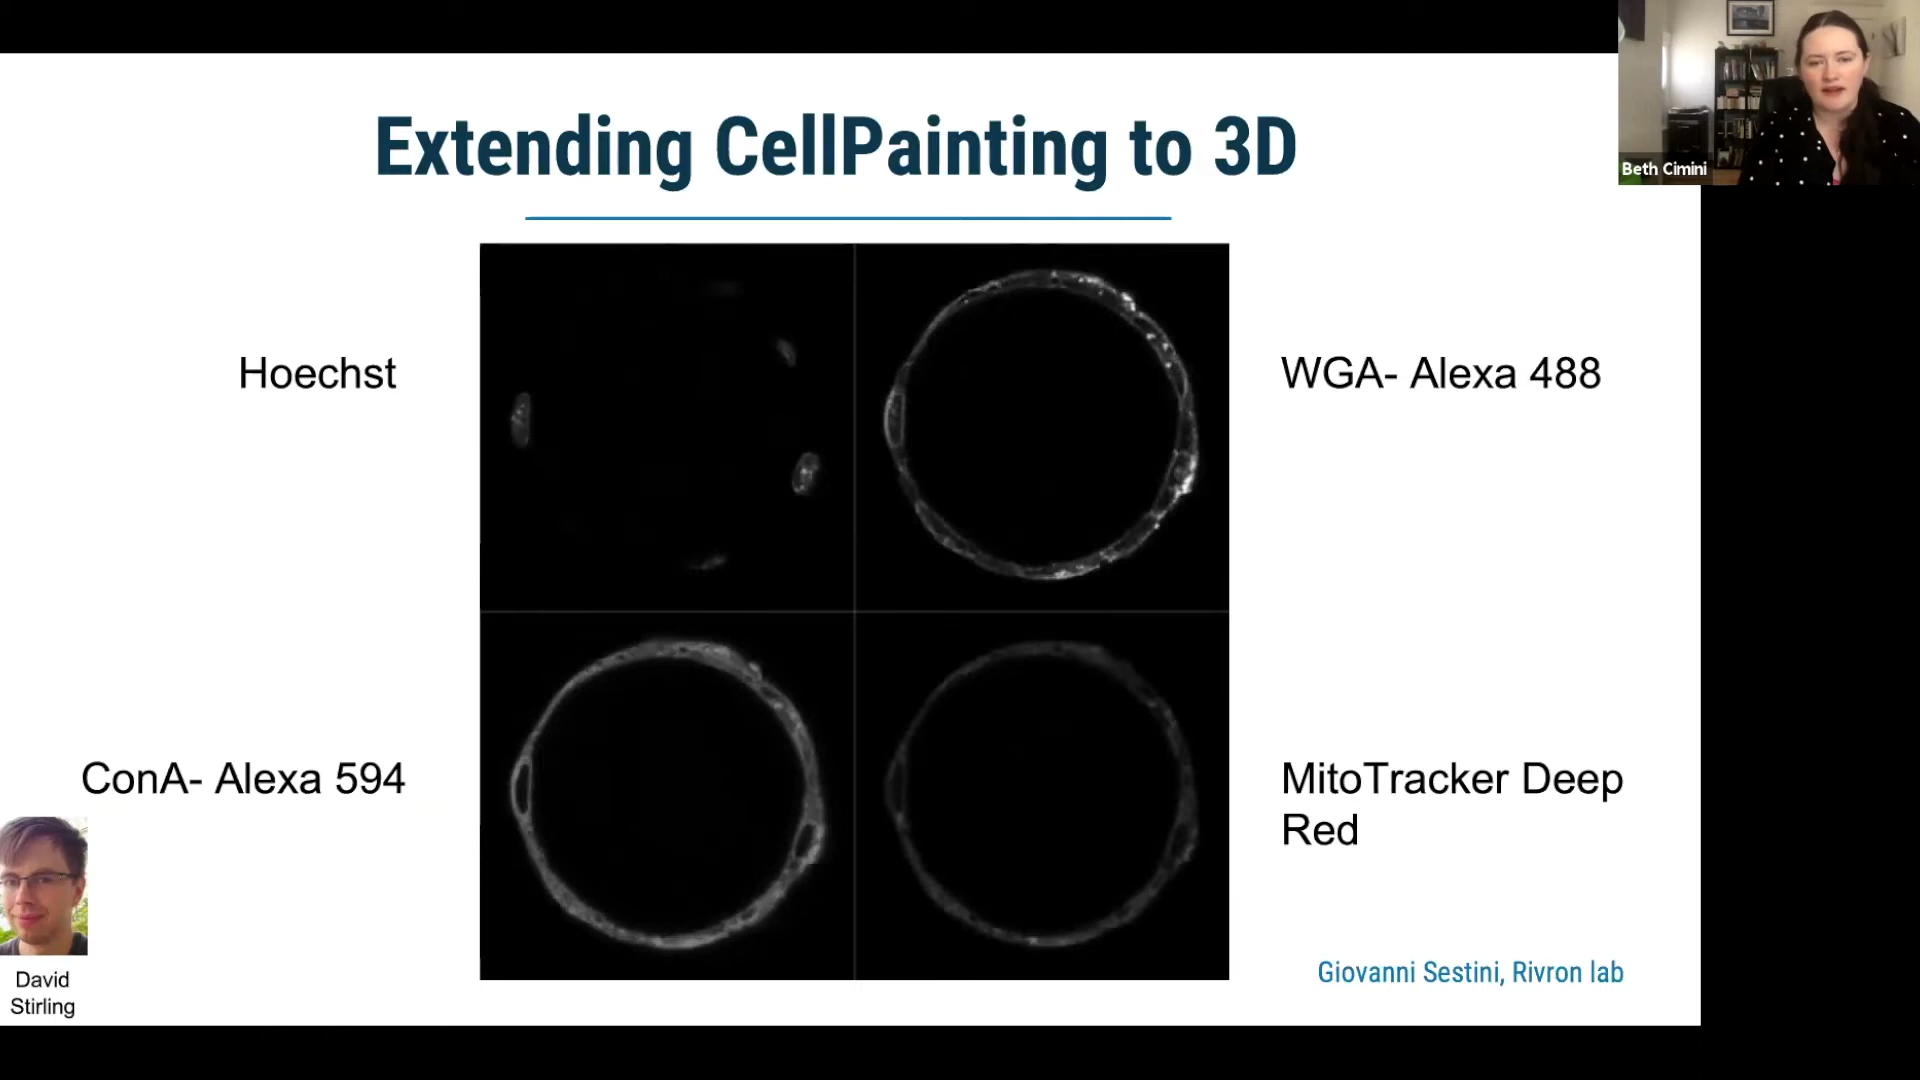 Extending CellPainting to 3D
Beth Cimini
Hoechst
WGA- Alexa 488
ConA- Alexa 594
MitoTracker Deep
Red
David
Stirling
Giovanni Sestini, Rivron lab